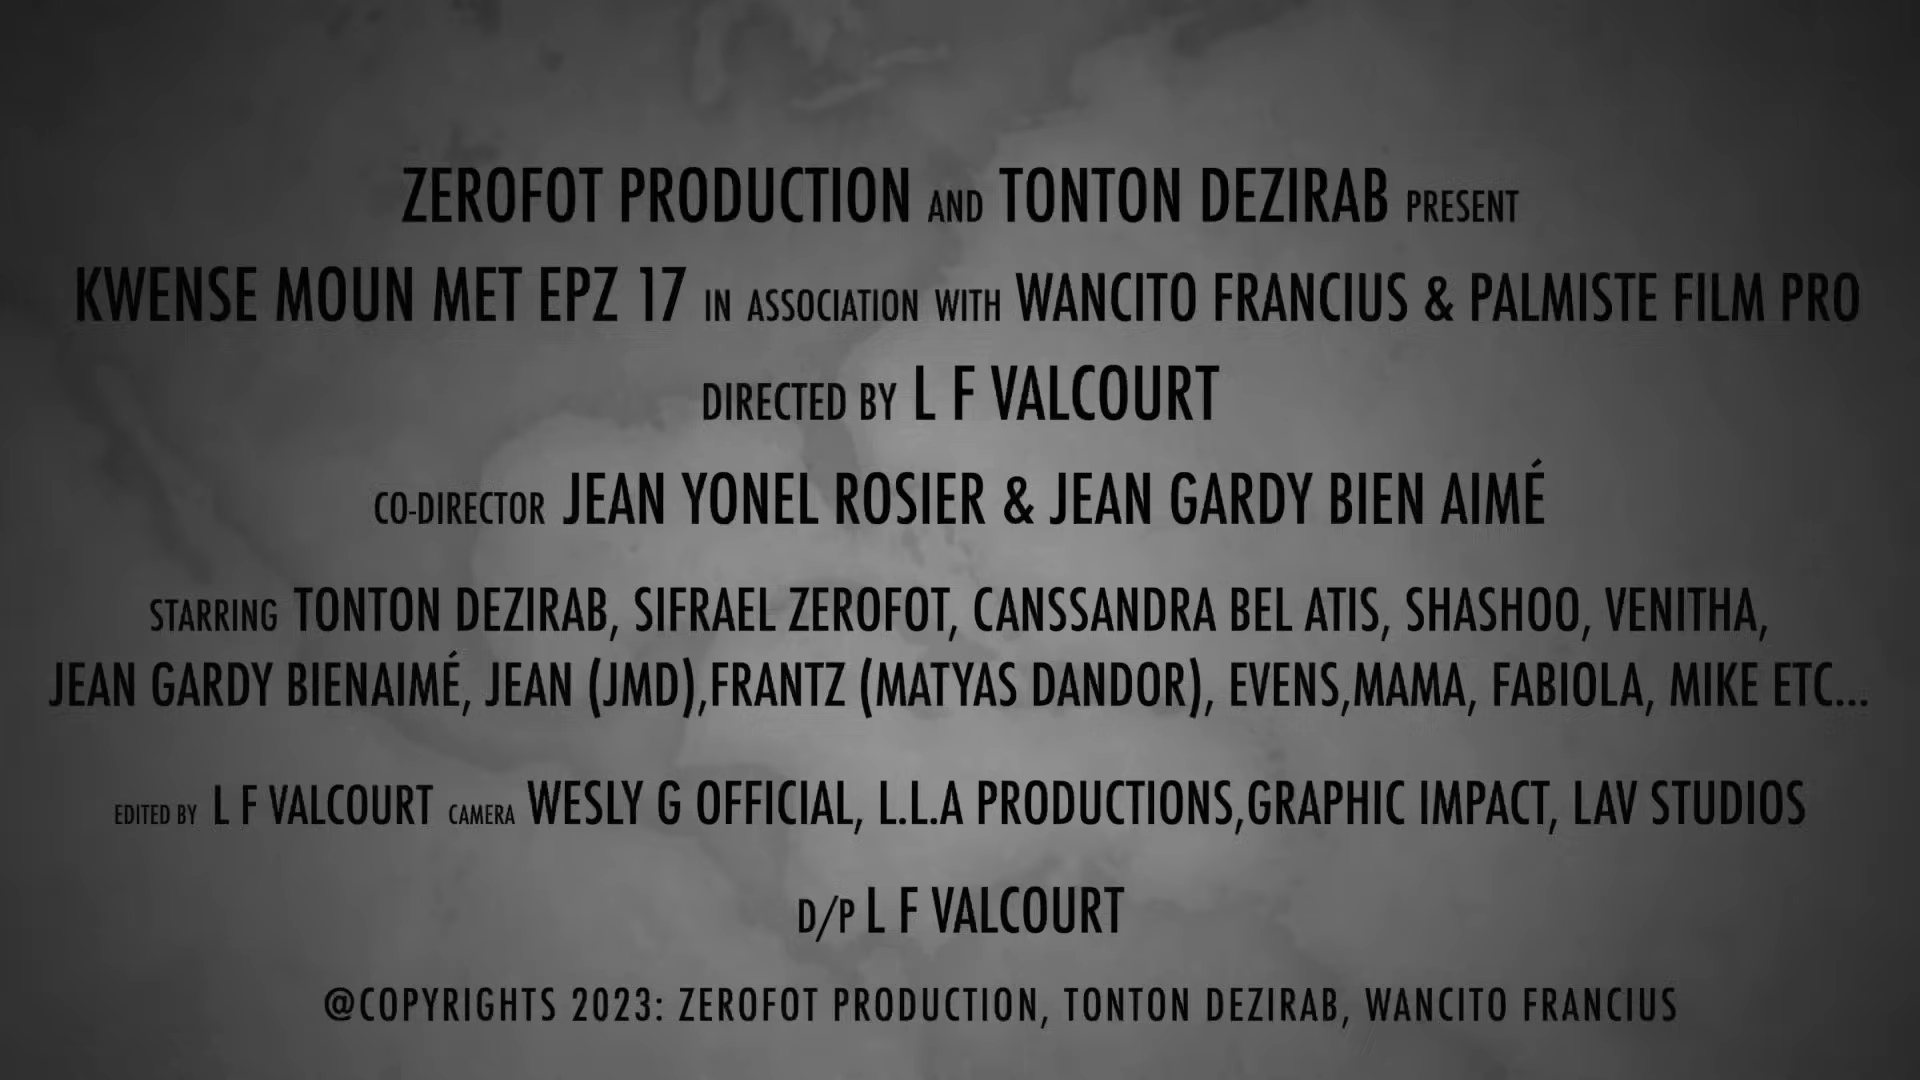 ZEROFOT PRODUCTION AND TONTON DEZIRAB PRESENT
KWENSE MOUN MET EPZ 17 IN ASSOCIATION WITH WANCITO FRANCIUS & PALMISTE FILM PRO
DIRECTED BY L F VALCOURT
CO-DIRECTOR JEAN YONEL ROSIER & JEAN GARDY BIEN AIMÉ
STARRING TONTON DEZIRAB, SIFRAEL ZEROFOT, CANSSANDRA BEL ATIS, SHASHOO, VENITHA,
JEAN GARDY BIENAIMÉ, JEAN (JMD),FRANTZ (MATYAS DANDOR), EVENS,MAMA, FABIOLA, MIKE ETC...
EDITED BY L F VALCOURT CAMERA WESLY G OFFICIAL, L.L.A PRODUCTIONS,GRAPHIC IMPACT, LAV STUDIOS
D/P L F VALCOURT
@COPYRIGHTS 2023: ZEROFOT PRODUCTION, TONTON DEZIRAB, WANCITO FRANCIUS